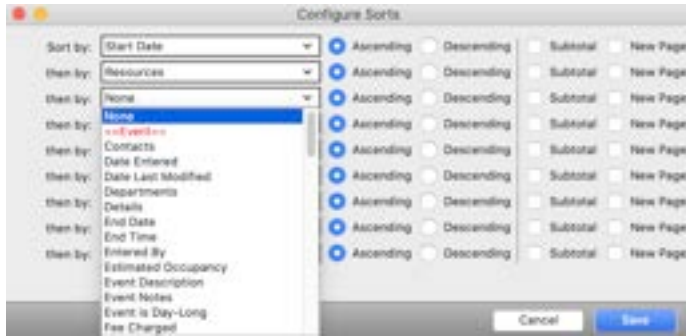 Configure Sorts
Sort by: Start Date Ascending Descending Subtotal New Page
then by: Resources Ascending Descending Subtotal New Page
then by: None Ascending Descending Subtotal New Page
None
then by: Ascending Descending Subtotal New Page
==Event==
Contacts
then by: Ascending Descending Subtotal New Page
Date Entered
Date Last Modified
then by: Ascending Descending Subtotal New Page
Departments
Details
then by: Ascending Descending Subtotal New Page
End Date
End Time
then by: Ascending Descending Subtotal New Page
Entered By
then by: Ascending Descending Subtotal New Page
Estimated Occupancy
Event Description
Event Notes
Event is Day-Long
Fee Charged
Cancel Save